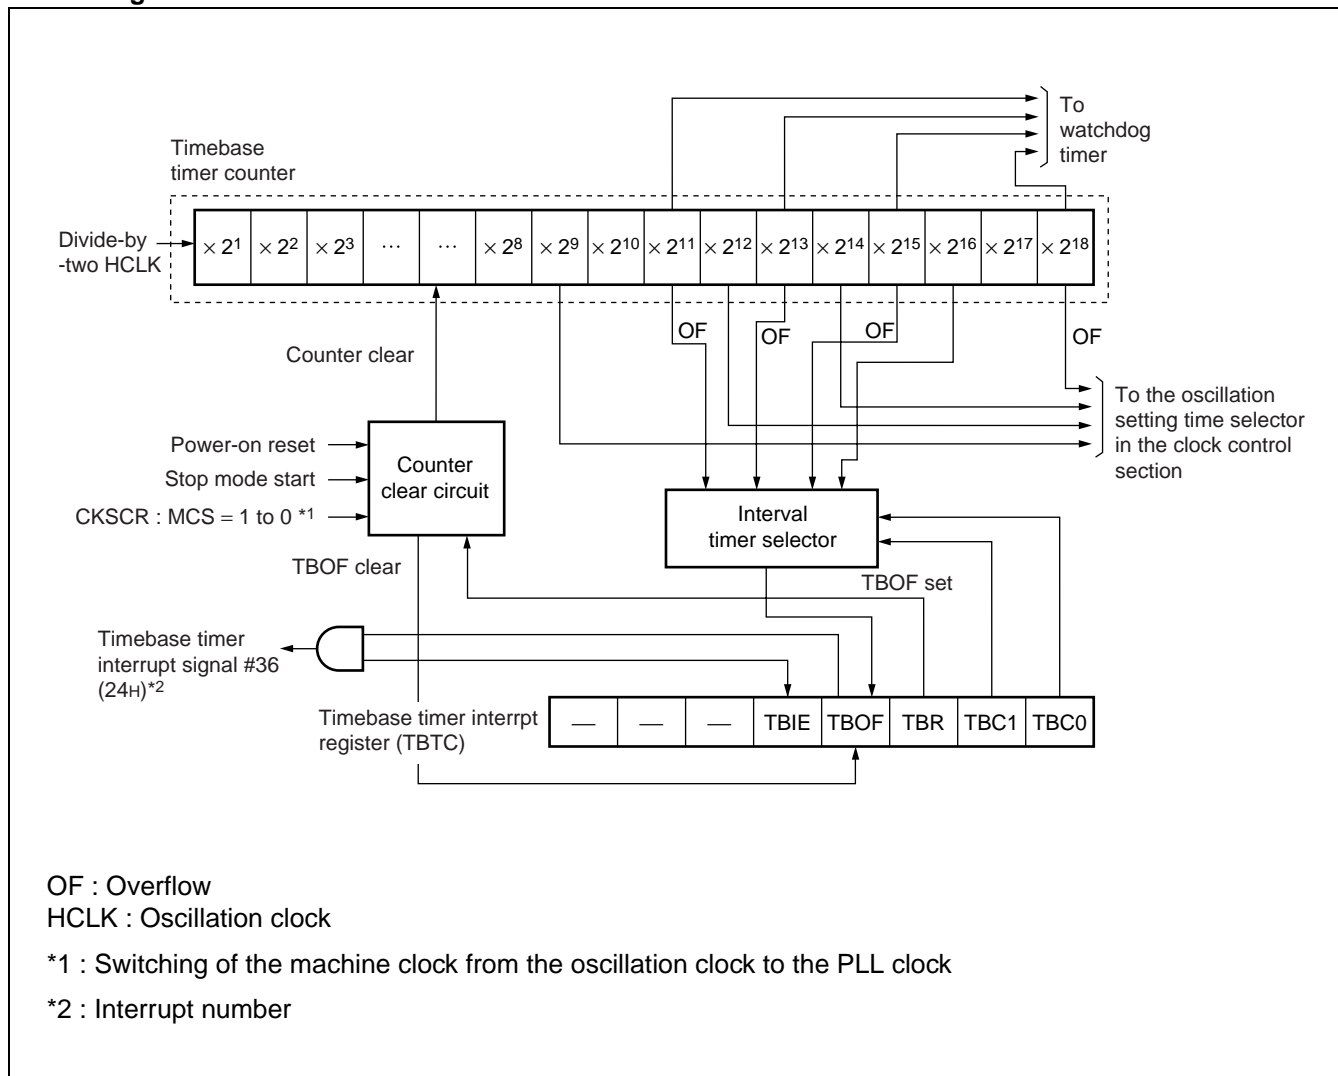 To
watchdog
timer
Timebase
timer counter
Divide-by
-two HCLK
× 2¹ × 2² × 2³ ··· ··· × 2⁸ × 2⁹ × 2¹⁰ × 2¹¹ × 2¹² × 2¹³ × 2¹⁴ × 2¹⁵ × 2¹⁶ × 2¹⁷ × 2¹⁸
OF OF OF OF
Counter clear
To the oscillation
setting time selector
in the clock control
section
Power-on reset
Stop mode start
CKSCR : MCS = 1 to 0 *1
Counter
clear circuit
Interval
timer selector
TBOF clear
TBOF set
Timebase timer
interrupt signal #36
(24H)*2
Timebase timer interrpt
register (TBTC)
— — — TBIE TBOF TBR TBC1 TBC0
OF : Overflow
HCLK : Oscillation clock
*1 : Switching of the machine clock from the oscillation clock to the PLL clock
*2 : Interrupt number